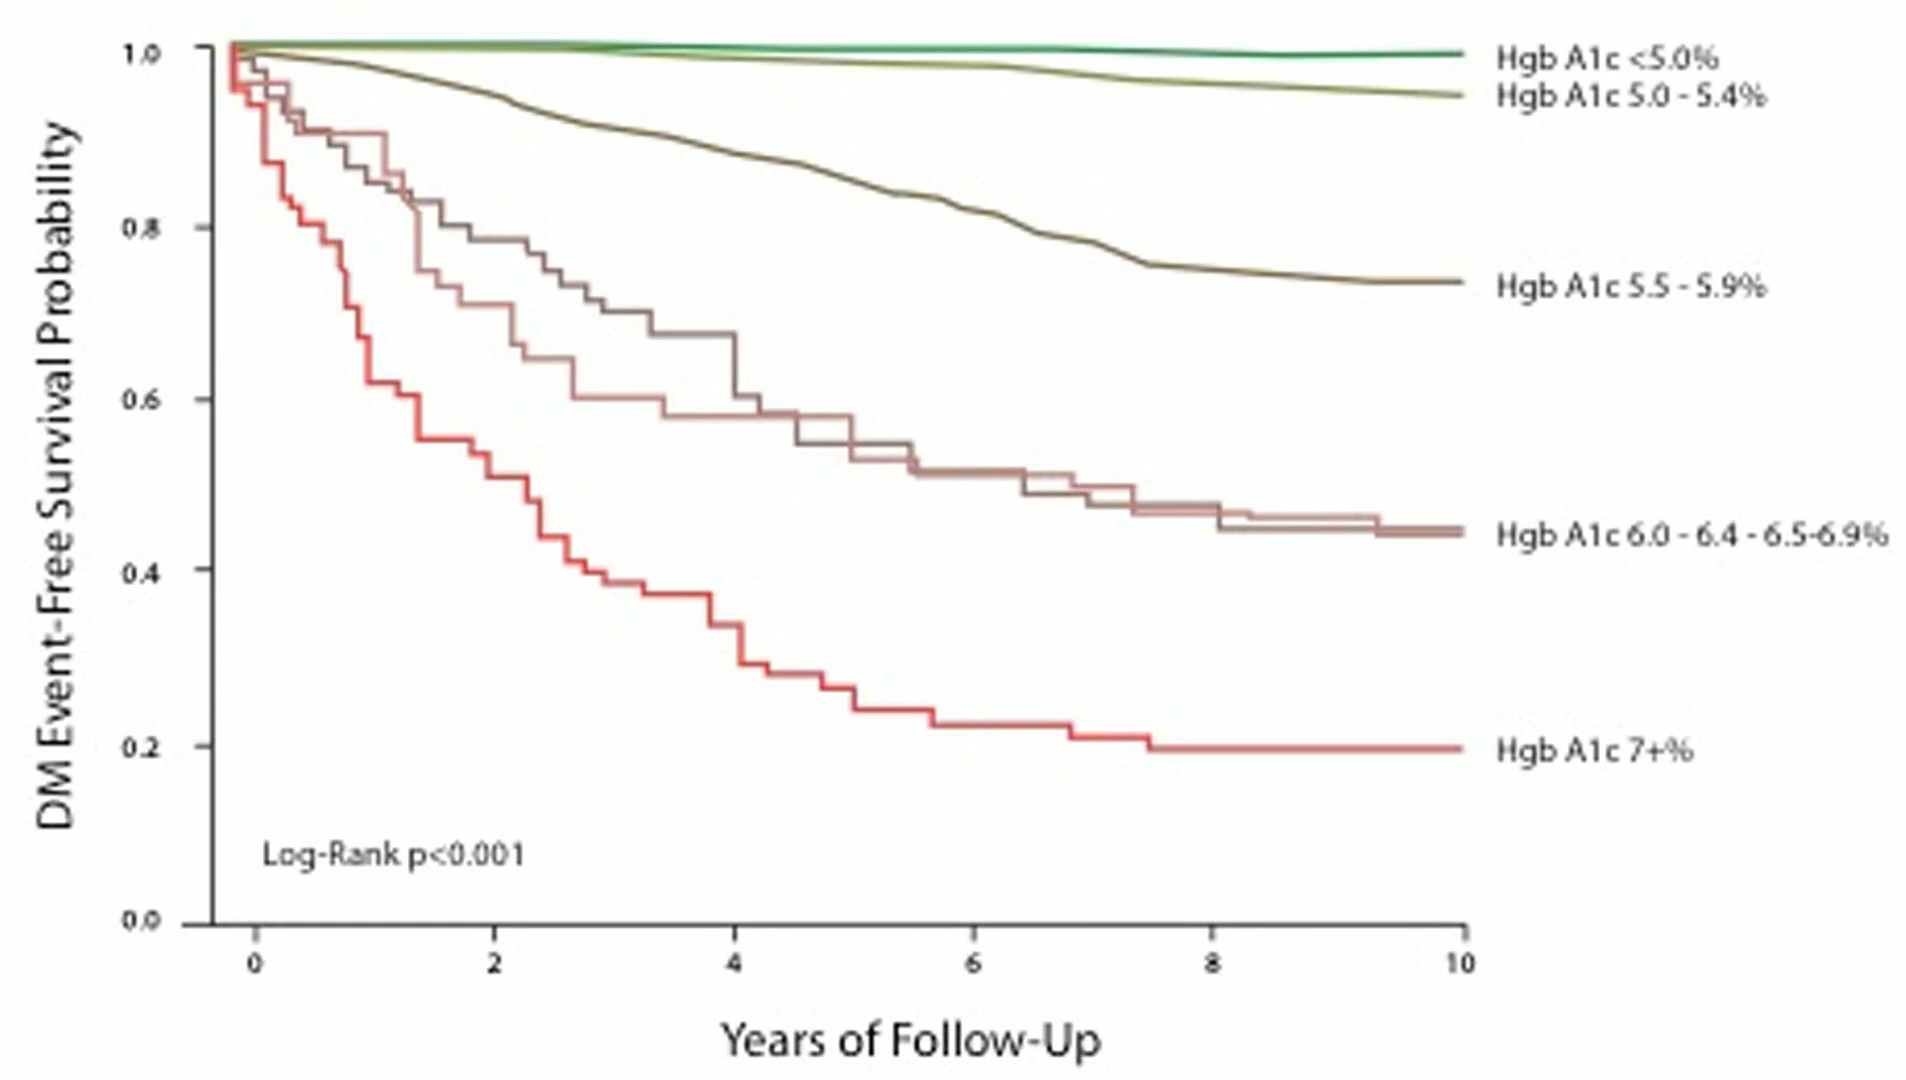 DM Event-Free Survival Probability
1.0
0.8
0.6
0.4
0.2
0.0
Hgb A1c <5.0%
Hgb A1c 5.0 - 5.4%
Hgb A1c 5.5 - 5.9%
Hgb A1c 6.0 - 6.4 - 6.5-6.9%
Hgb A1c 7+%
Log-Rank p<0.001
0 2 4 6 8 10
Years of Follow-Up